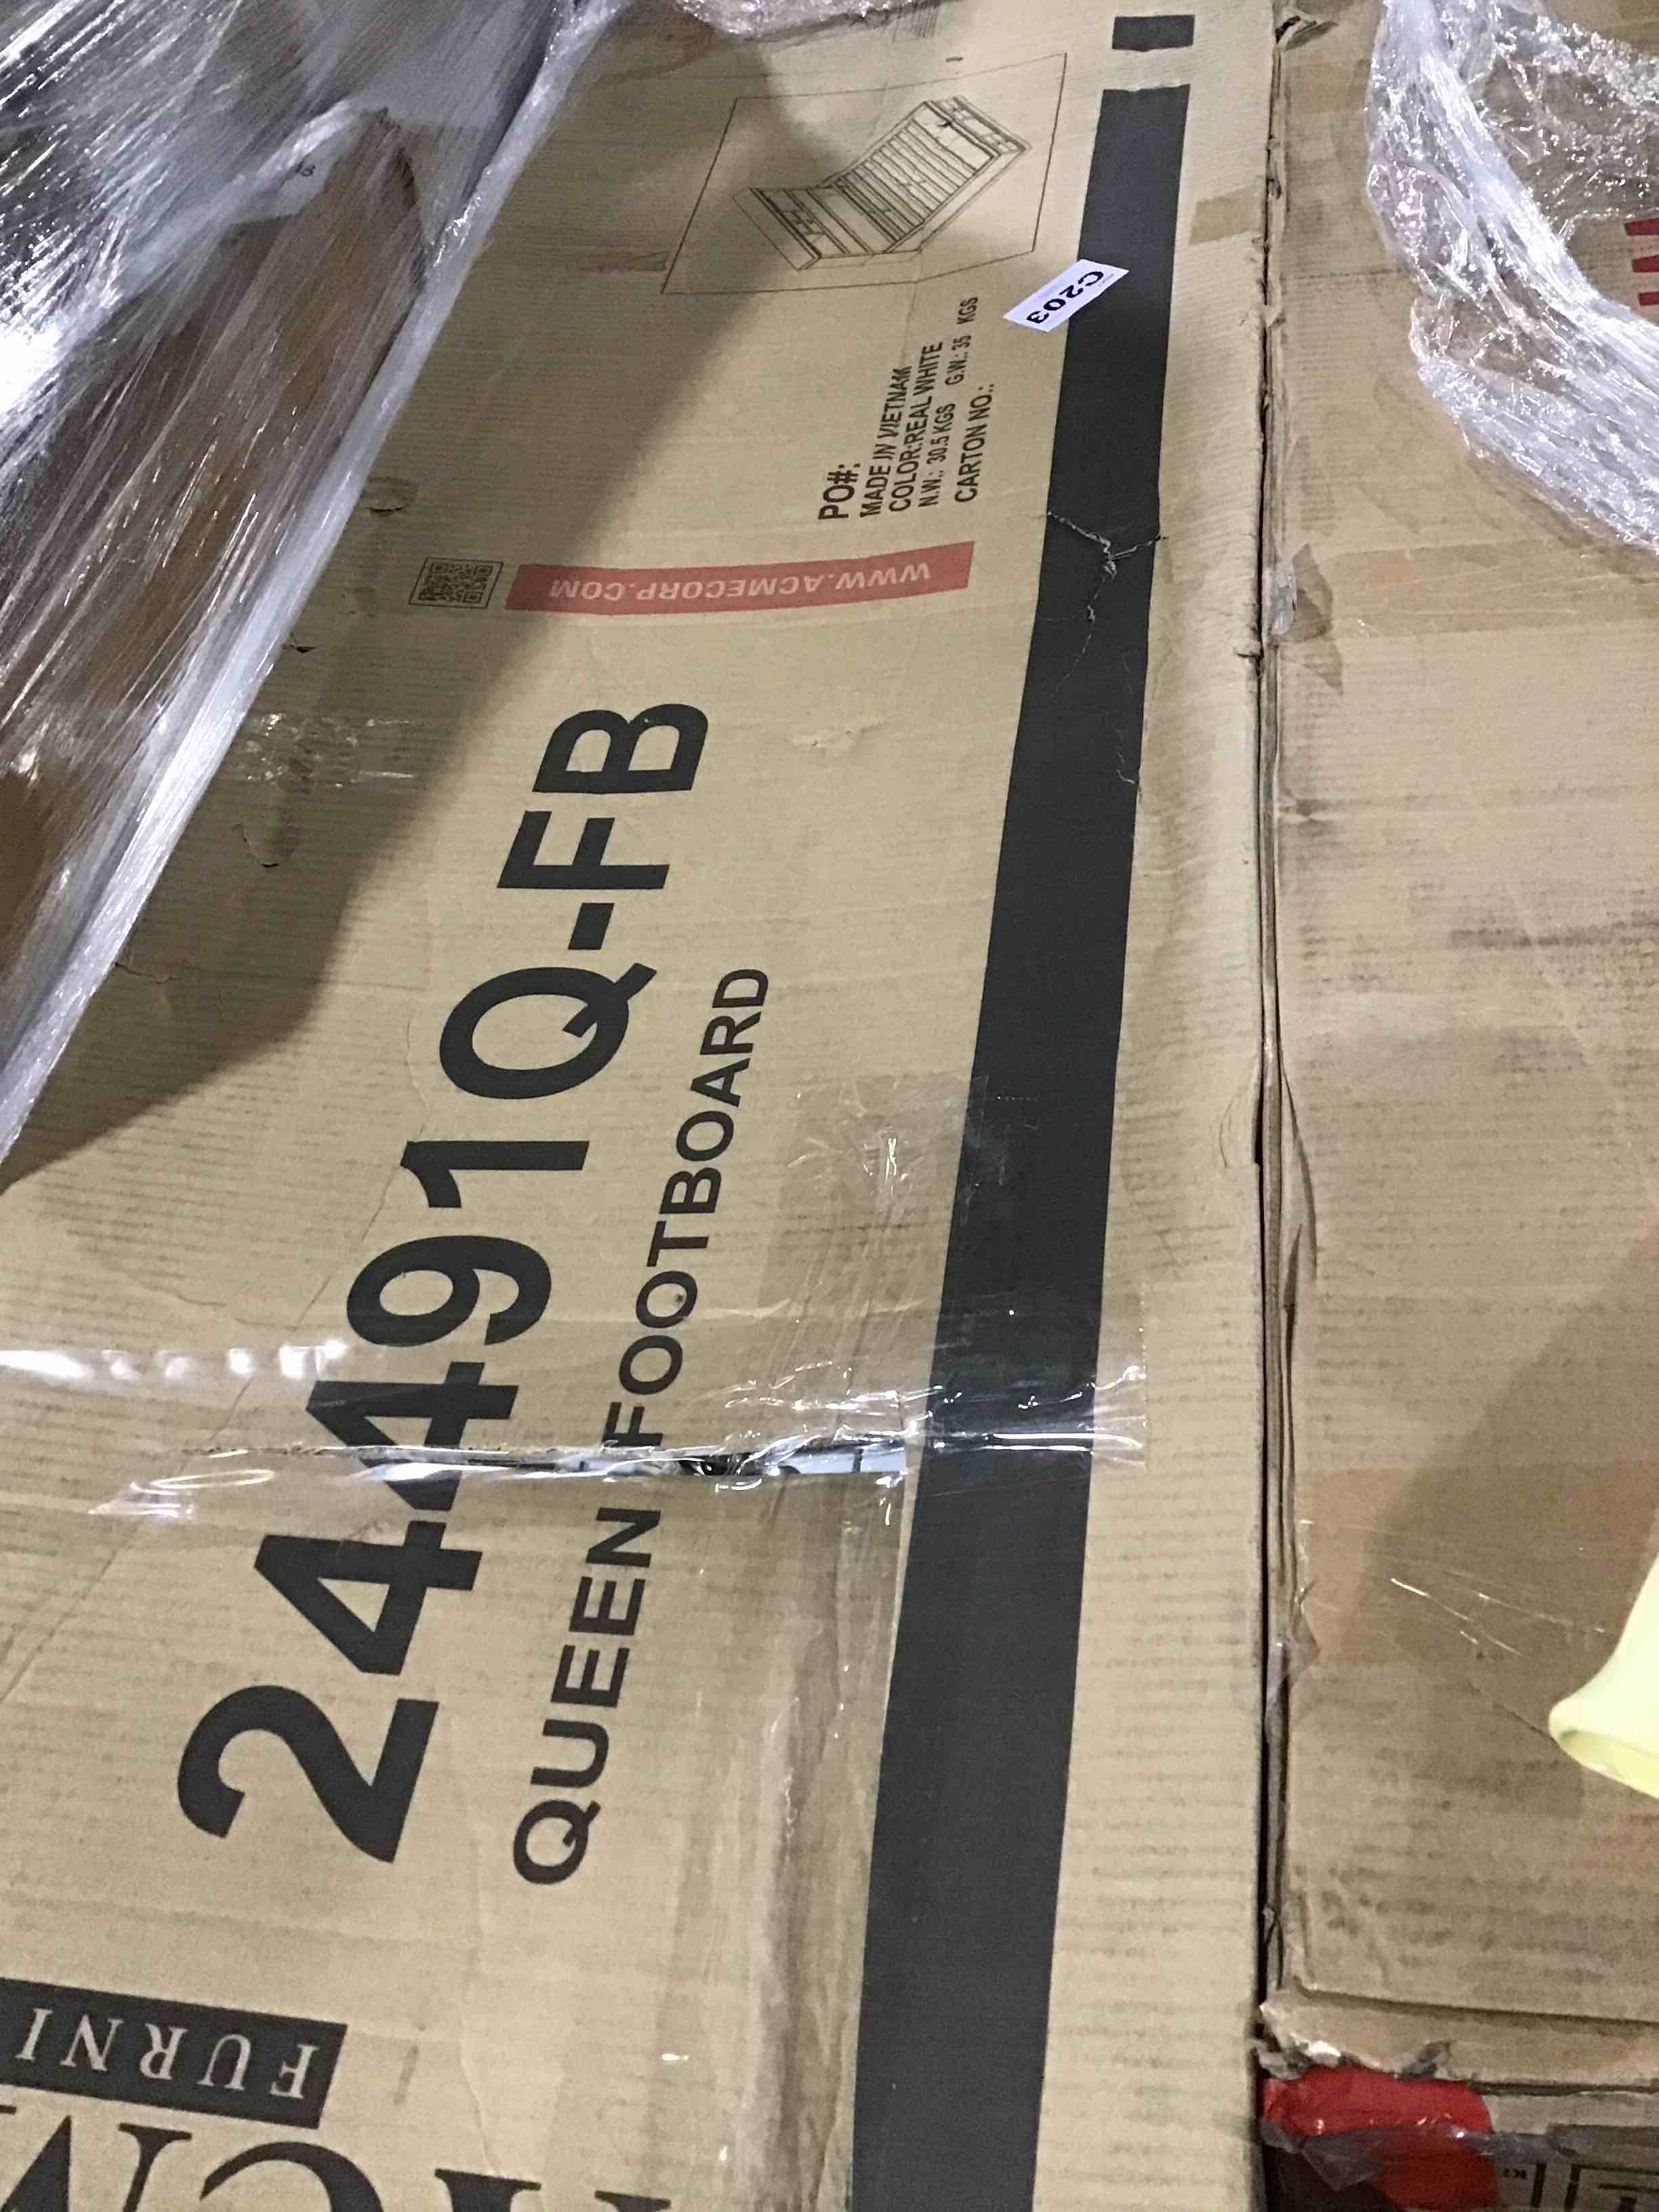 24491Q-FB
QUEEN FOOTBOARD
WWW.ACMECORP.COM
PO#:
MADE IN VIETNAM
COLOR:REAL WHITE
N.W.: 30.5 KGS G.W.: 35 KGS
CARTON NO.:
C203
FURNI